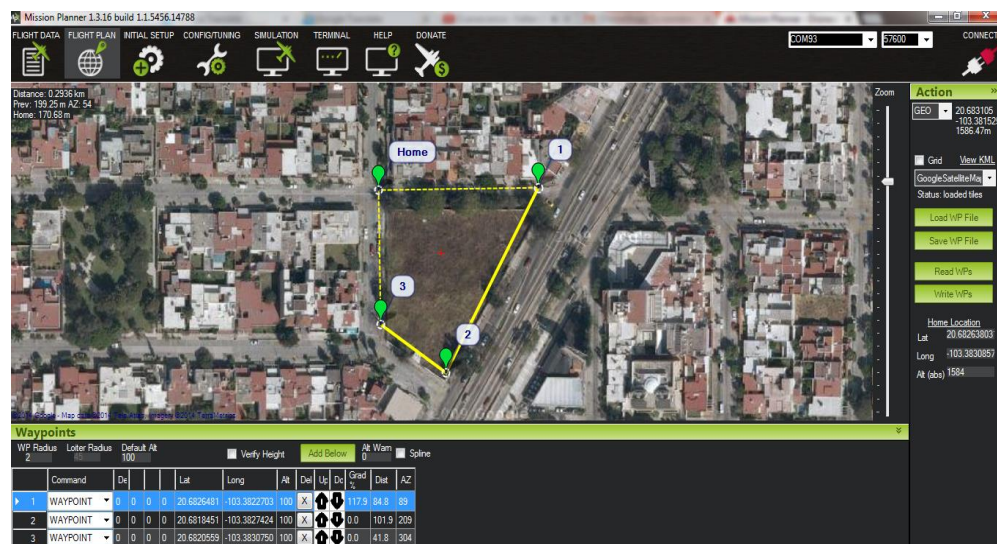 Mission Planner 1.3.16 build 1.1.5456.14788
FLIGHT DATA FLIGHT PLAN INITIAL SETUP CONFIG/TUNING SIMULATION TERMINAL HELP DONATE
COM93 57600 CONNECT
Distance: 0.2936 km
Prev: 199.25 m AZ: 54
Home: 170.68 m
Zoom
Home
1
3
2
Action »
GEO 20.683105
-103.381525
1586.47m
Grid View KML
GoogleSatelliteMap
Status: loaded tiles
Load WP File
Save WP File
Read WPs
Write WPs
Home Location
Lat 20.68263803
Long -103.3830857
Alt (abs) 1584
Waypoints
WP Radius Loiter Radius Default Alt Alt Warn
2 45 100 Verify Height Add Below 0 Spline
Command De Lat Long Alt Del Up Dc Grad % Dist AZ
1 WAYPOINT 0 0 0 0 20.6826481 -103.3822703 100 X 117.9 84.8 89
2 WAYPOINT 0 0 0 0 20.6818451 -103.3827424 100 X 0.0 101.9 209
3 WAYPOINT 0 0 0 0 20.6820559 -103.3830750 100 X 0.0 41.8 304